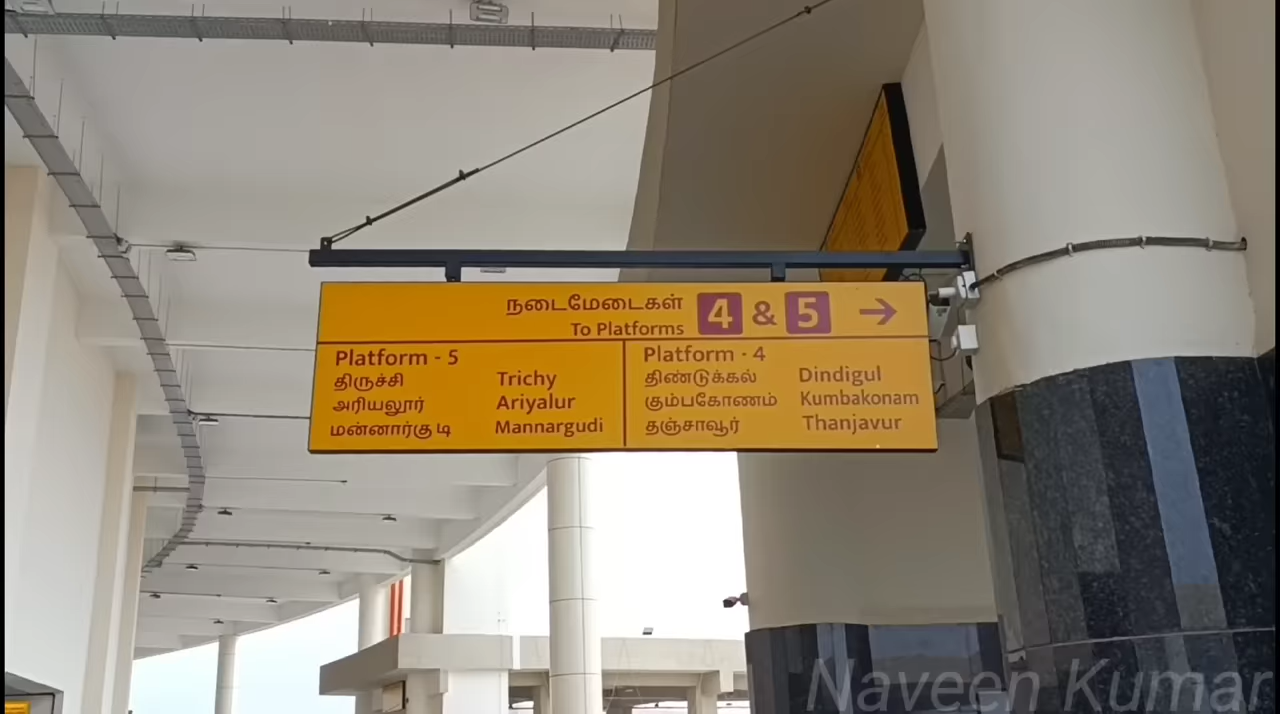 நடைமேடைகள் 4 & 5 →
To Platforms
Platform - 5
திருச்சி Trichy
அரியலூர் Ariyalur
மன்னார்குடி Mannargudi
Platform - 4
திண்டுக்கல் Dindigul
கும்பகோணம் Kumbakonam
தஞ்சாவூர் Thanjavur
Naveen Kumar